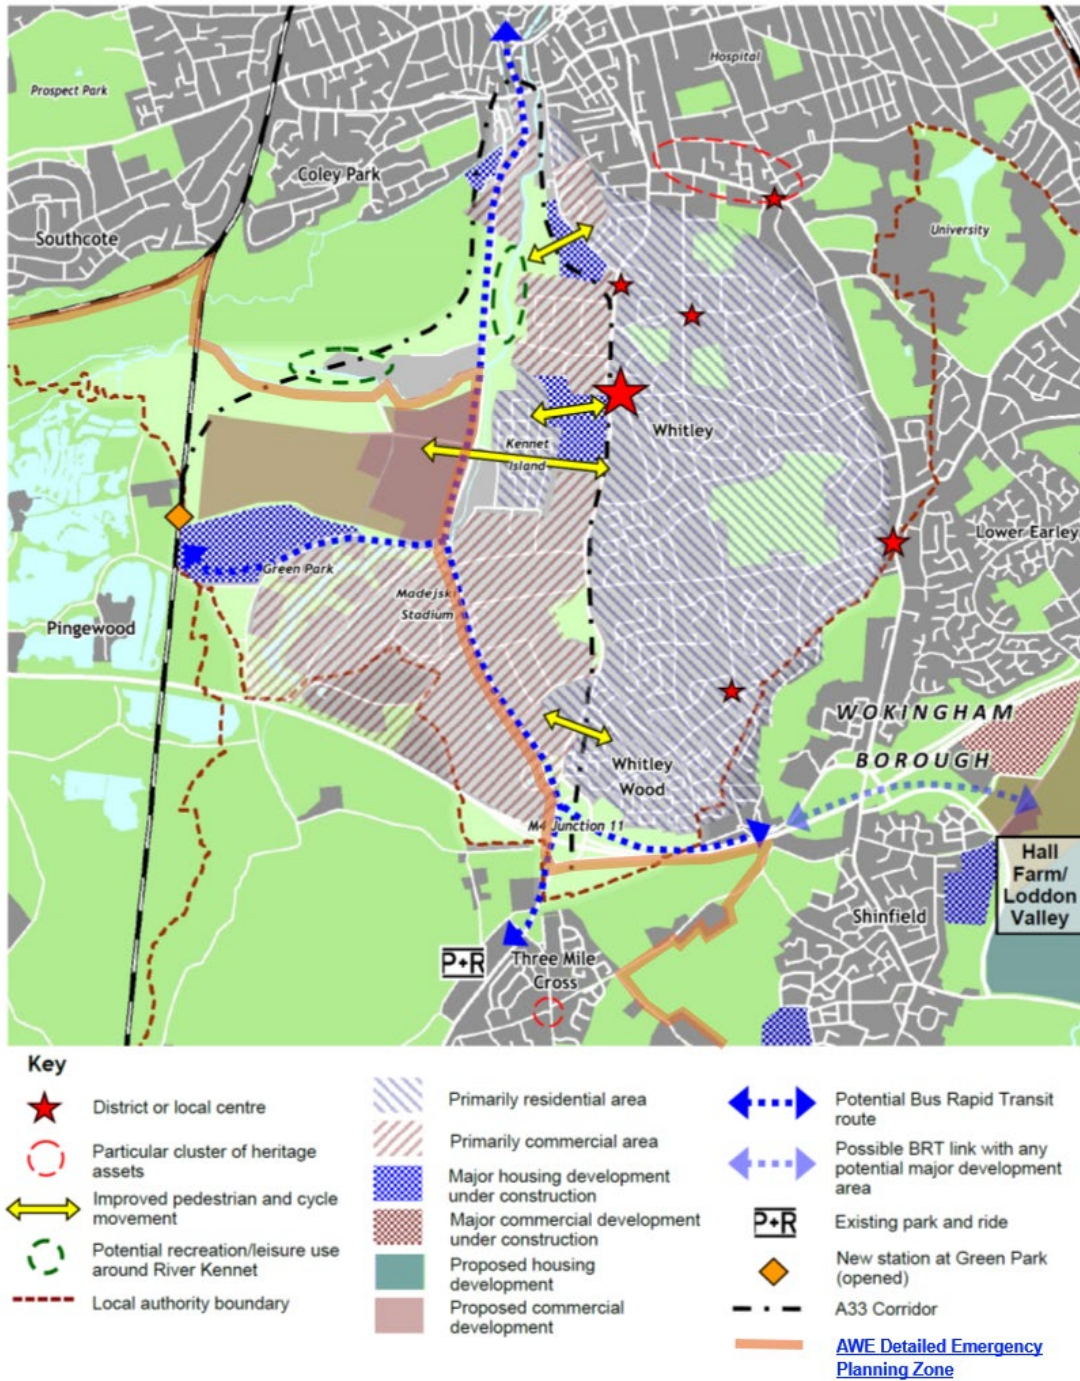 Hospital
Prospect Park
Coley Park
Southcote
University
Whitley
Kennet
Island
Lower Earley
Green Park
Madejski
Stadium
Pingewood
WOKINGHAM
BOROUGH
Whitley
Wood
M4 Junction 11
Hall
Farm/
Loddon
Valley
Shinfield
P+R
Three Mile
Cross
Key
District or local centre
Particular cluster of heritage
assets
Improved pedestrian and cycle
movement
Potential recreation/leisure use
around River Kennet
Local authority boundary
Primarily residential area
Primarily commercial area
Major housing development
under construction
Major commercial development
under construction
Proposed housing
development
Proposed commercial
development
Potential Bus Rapid Transit
route
Possible BRT link with any
potential major development
area
P+R
Existing park and ride
New station at Green Park
(opened)
A33 Corridor
AWE Detailed Emergency
Planning Zone